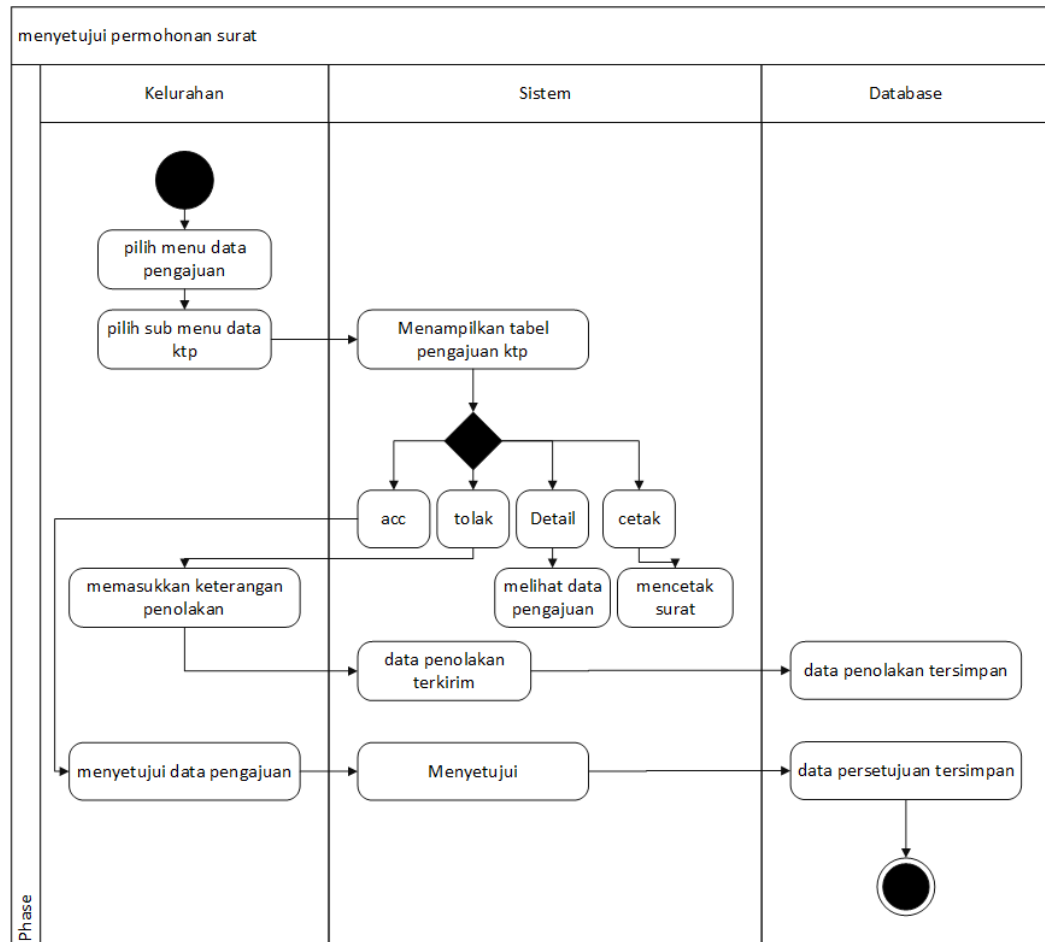 menyetujui permohonan surat
Kelurahan
Sistem
Database
pilih menu data
pengajuan
pilih sub menu data
ktp
Menampilkan tabel
pengajuan ktp
acc
tolak
Detail
cetak
memasukkan keterangan
penolakan
melihat data
pengajuan
mencetak
surat
data penolakan
terkirim
data penolakan tersimpan
menyetujui data pengajuan
Menyetujui
data persetujuan tersimpan
Phase